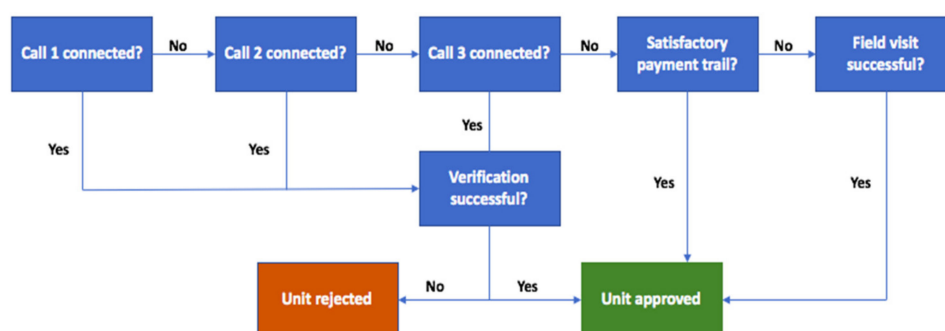 Call 1 connected?
No
Call 2 connected?
No
Call 3 connected?
No
Satisfactory
payment trail?
No
Field visit
successful?
Yes
Yes
Yes
Yes
Yes
Verification
successful?
Unit rejected
No
Yes
Unit approved